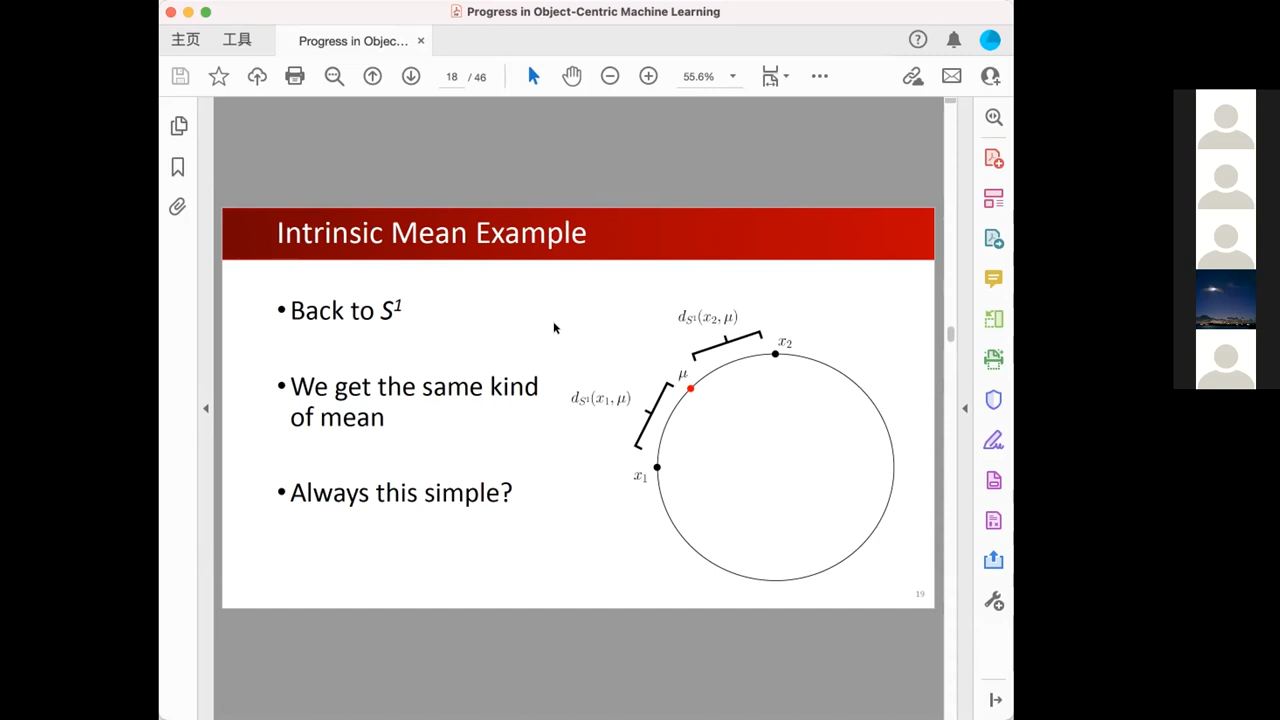 Progress in Object-Centric Machine Learning
主页 工具 Progress in Objec... ×
18 / 46 55.6%
Intrinsic Mean Example
•Back to S¹
•We get the same kind
of mean
•Always this simple?
d_{S¹}(x₂, μ)
x₂
μ
d_{S¹}(x₁, μ)
x₁
19